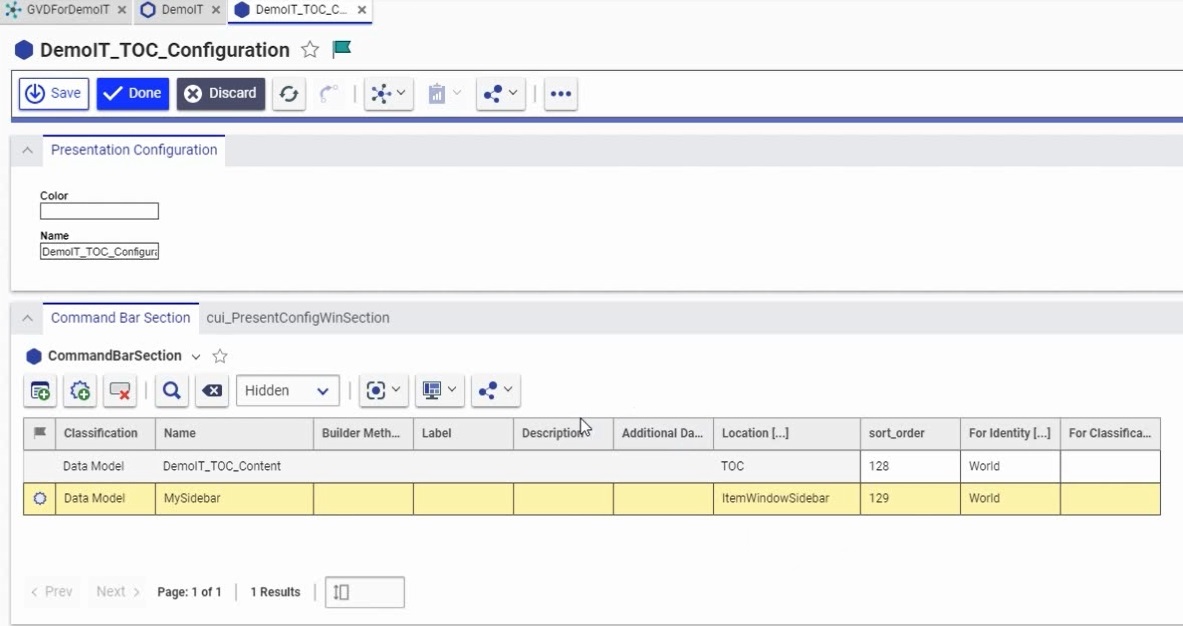 GVDForDemoIT
DemoIT
DemoIT_TOC_C...
DemoIT_TOC_Configuration
Save Done Discard
Presentation Configuration
Color
Name
DemoIT_TOC_Configura
Command Bar Section cui_PresentConfigWinSection
CommandBarSection
Hidden
Classification Name Builder Meth... Label Description Additional Da... Location [...] sort_order For Identity [...] For Classifica...
Data Model DemoIT_TOC_Content TOC 128 World
Data Model MySidebar ItemWindowSidebar 129 World
< Prev Next > Page: 1 of 1 1 Results